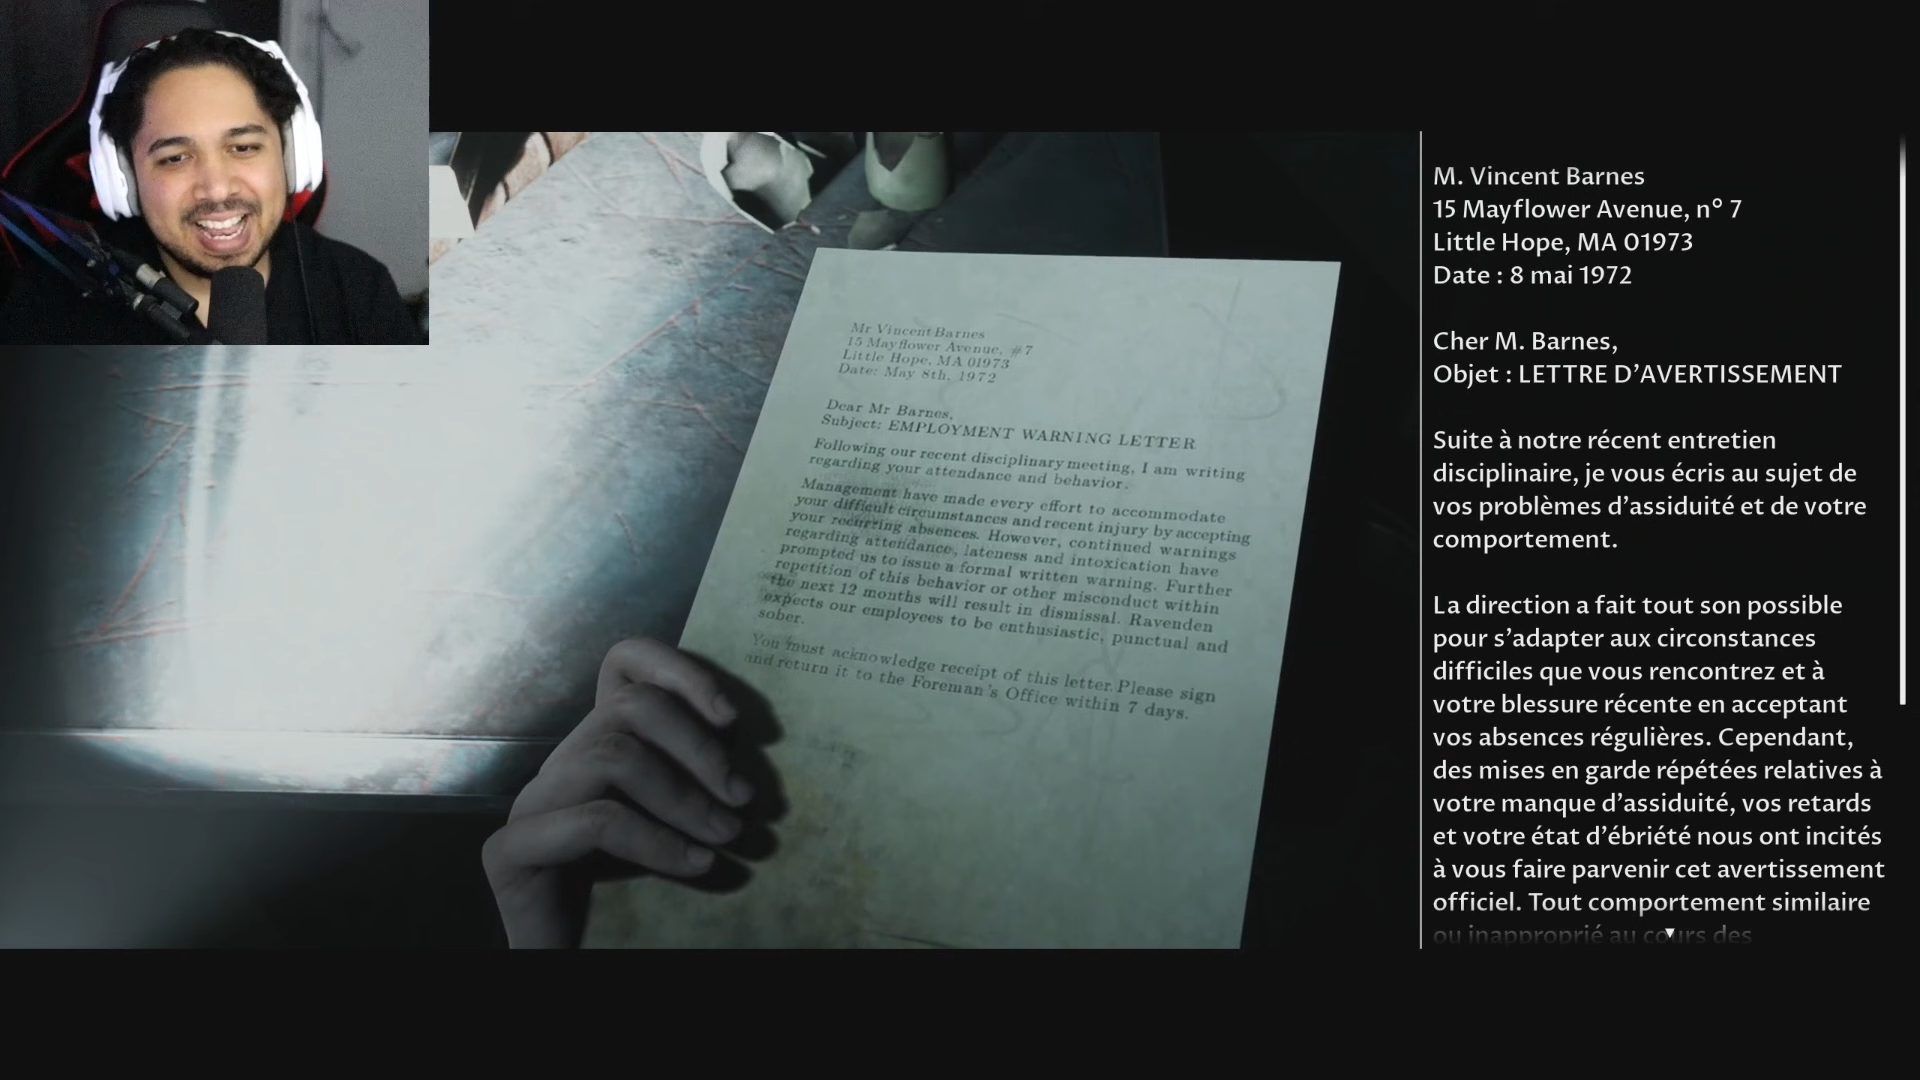 Mr Vincent Barnes
15 Mayflower Avenue, #7
Little Hope, MA 01973
Date: May 8th, 1972
Dear Mr Barnes,
Subject: EMPLOYMENT WARNING LETTER
Following our recent disciplinary meeting, I am writing
regarding your attendance and behavior.
Management have made every effort to accommodate
your difficult circumstances and recent injury by accepting
your recurring absences. However, continued warnings
regarding attendance, lateness and intoxication have
prompted us to issue a formal written warning. Further
repetition of this behavior or other misconduct within
the next 12 months will result in dismissal. Ravenden
expects our employees to be enthusiastic, punctual and
sober.
You must acknowledge receipt of this letter. Please sign
and return it to the Foreman's Office within 7 days.
M. Vincent Barnes
15 Mayflower Avenue, n° 7
Little Hope, MA 01973
Date : 8 mai 1972
Cher M. Barnes,
Objet : LETTRE D'AVERTISSEMENT
Suite à notre récent entretien
disciplinaire, je vous écris au sujet de
vos problèmes d'assiduité et de votre
comportement.
La direction a fait tout son possible
pour s'adapter aux circonstances
difficiles que vous rencontrez et à
votre blessure récente en acceptant
vos absences régulières. Cependant,
des mises en garde répétées relatives à
votre manque d'assiduité, vos retards
et votre état d'ébriété nous ont incités
à vous faire parvenir cet avertissement
officiel. Tout comportement similaire
ou inapproprié au cours des